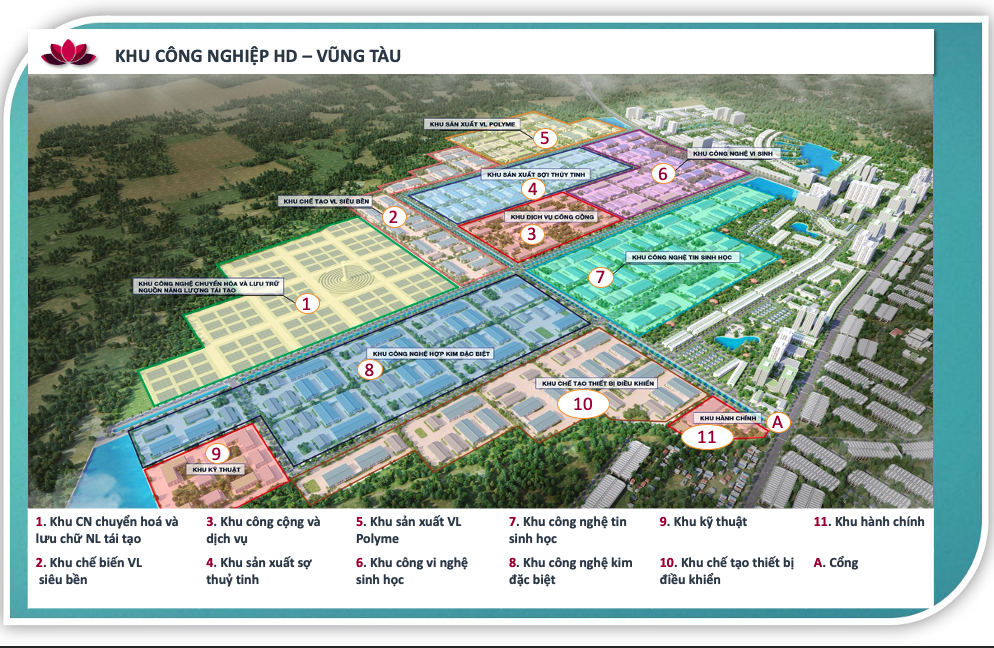 KHU CÔNG NGHIỆP HD – VŨNG TÀU
KHU SẢN XUẤT VL POLYME
5
KHU CÔNG NGHỆ VI SINH
6
KHU SẢN XUẤT SỢI THỦY TINH
4
KHU CHẾ TẠO VL SIÊU BỀN
2
KHU DỊCH VỤ CÔNG CỘNG
3
KHU CÔNG NGHỆ TIN SINH HỌC
7
KHU CÔNG NGHỆ CHUYỂN HÓA VÀ LƯU TRỮ
NGUỒN NĂNG LƯỢNG TÁI TẠO
1
KHU CÔNG NGHỆ HỢP KIM ĐẶC BIỆT
8
KHU CHẾ TẠO THIẾT BỊ ĐIỀU KHIỂN
10
KHU HÀNH CHÍNH
11
A
9
KHU KỸ THUẬT
1. Khu CN chuyển hoá và
lưu chữ NL tái tạo
2. Khu chế biến VL
siêu bền
3. Khu công cộng và
dịch vụ
4. Khu sản xuất sợ
thuỷ tinh
5. Khu sản xuất VL
Polyme
6. Khu công vi nghệ
sinh học
7. Khu công nghệ tin
sinh học
8. Khu công nghệ kim
đặc biệt
9. Khu kỹ thuật
10. Khu chế tạo thiết bị
điều khiển
11. Khu hành chính
A. Cổng